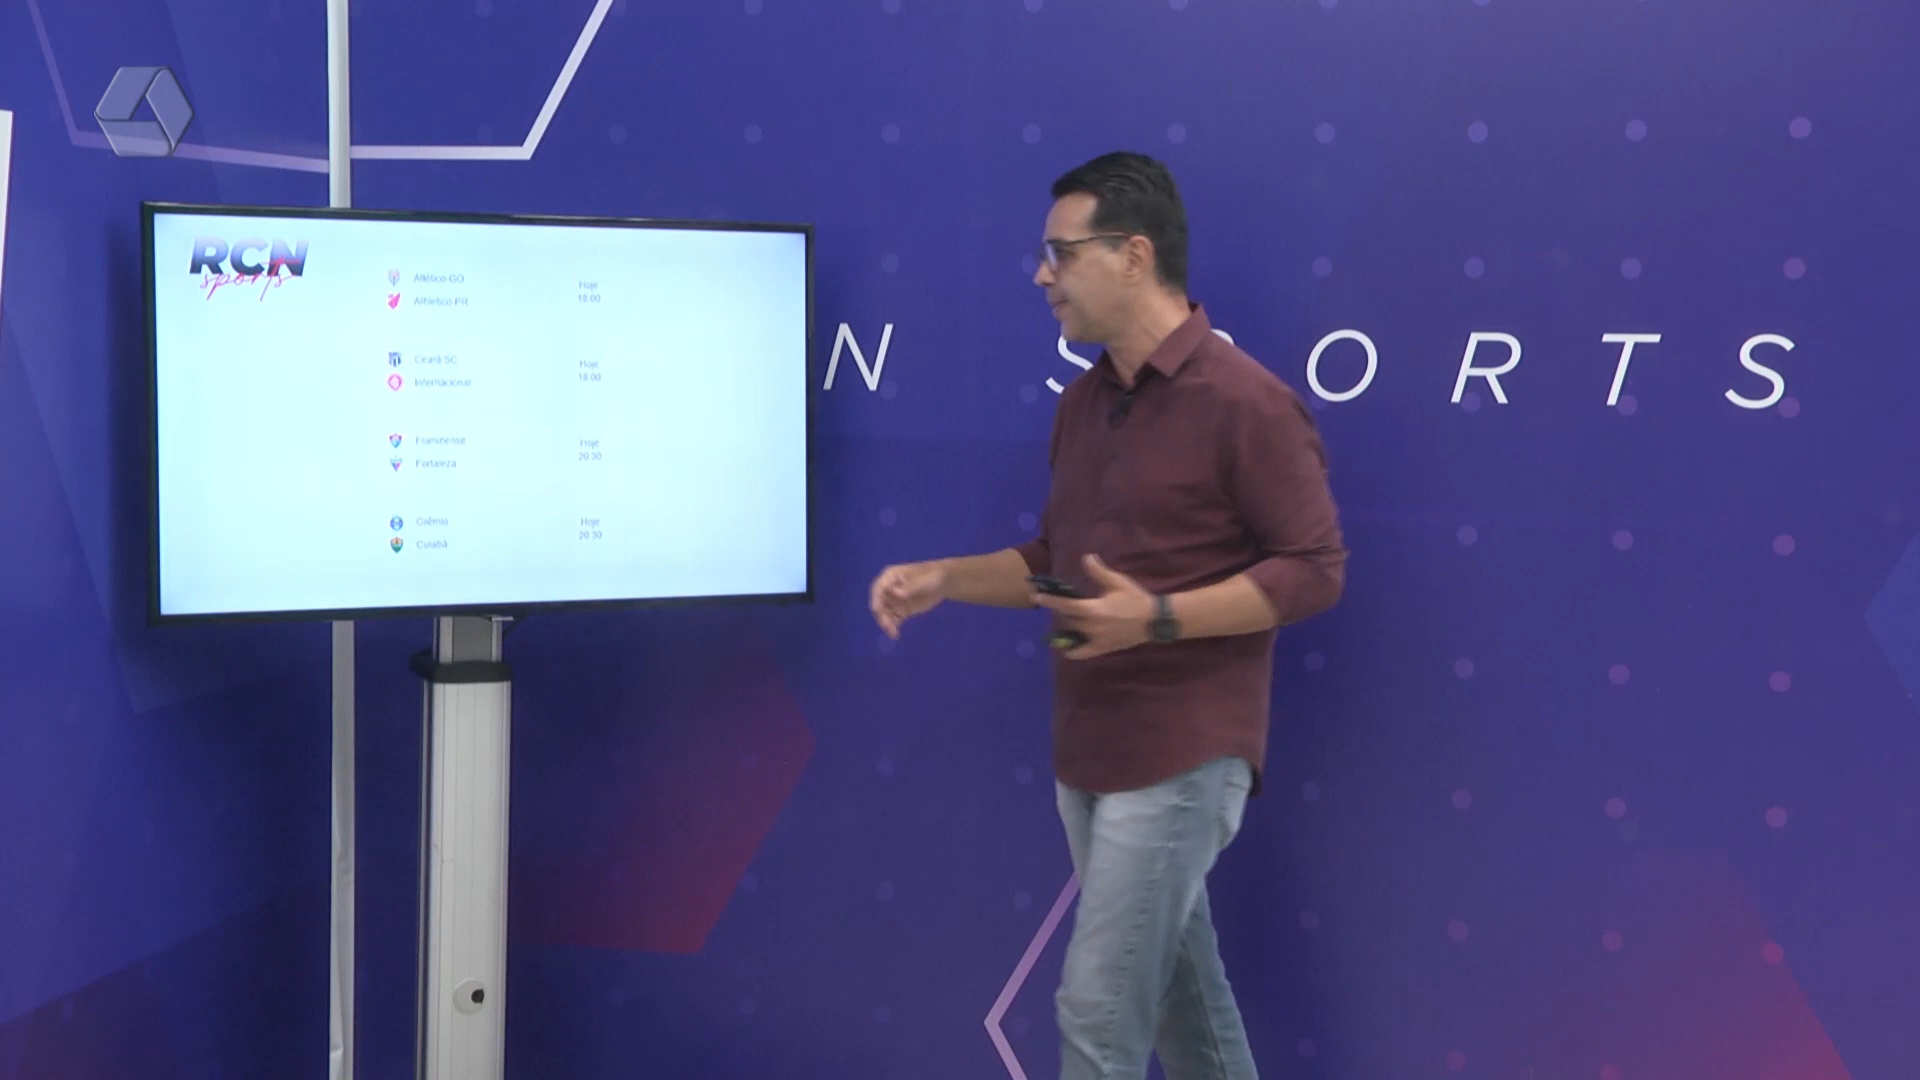 RCN
sports
Atlético-GO
Athletico-PR
Hoje
18:00
Ceará SC
Internacional
Hoje
18:00
Fluminense
Fortaleza
Hoje
20:30
Grêmio
Cuiabá
Hoje
20:30
N SPORTS